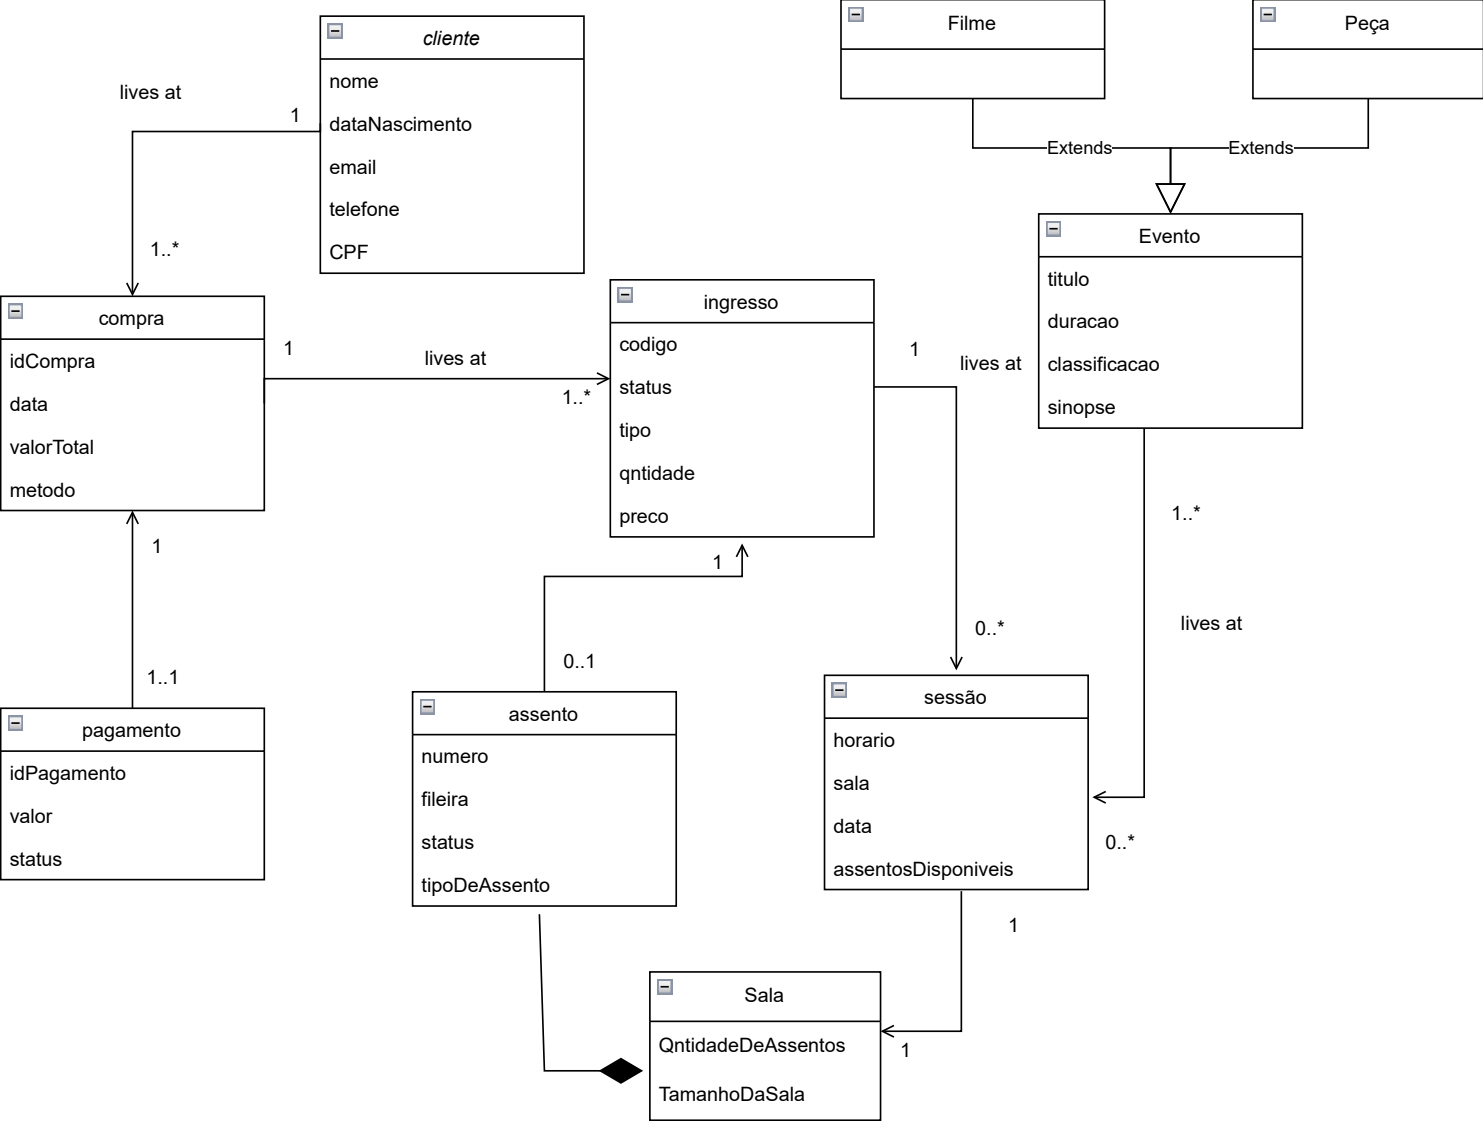 cliente
nome
dataNascimento
email
telefone
CPF
lives at
1
1..*
Filme
Peça
Extends
Extends
Evento
titulo
duracao
classificacao
sinopse
compra
idCompra
data
valorTotal
metodo
1
lives at
1..*
ingresso
codigo
status
tipo
qntidade
preco
1
lives at
0..*
1..*
lives at
0..*
1
1..1
pagamento
idPagamento
valor
status
1
0..1
assento
numero
fileira
status
tipoDeAssento
sessão
horario
sala
data
assentosDisponiveis
1
1
Sala
QntidadeDeAssentos
TamanhoDaSala